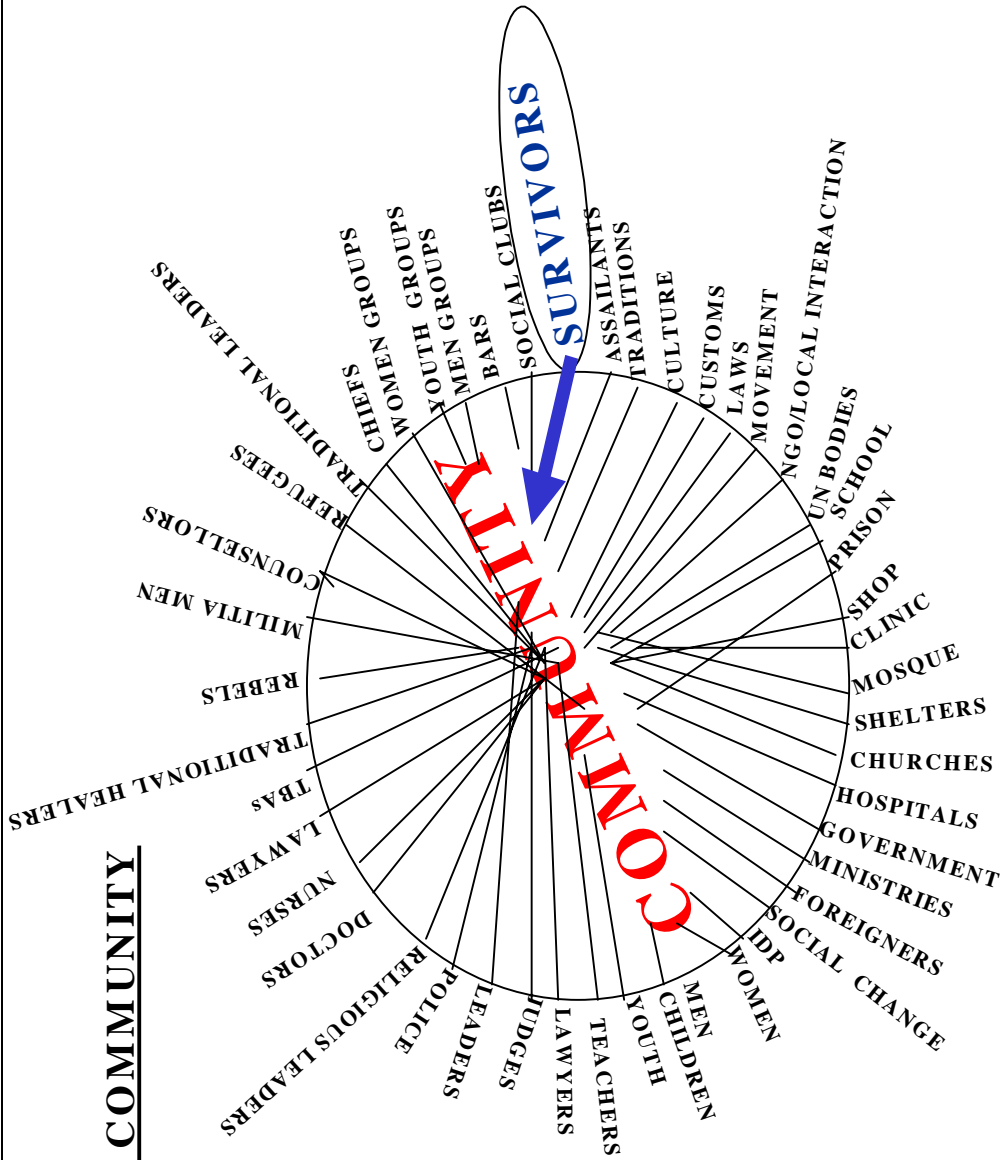 COMMUNITY
COMMUNITY
SURVIVORS
ASSAILANTS
TRADITIONS
CULTURE
CUSTOMS
LAWS
MOVEMENT
NGO/LOCAL INTERACTION
UN BODIES
SCHOOL
PRISON
SHOP
CLINIC
MOSQUE
SHELTERS
CHURCHES
HOSPITALS
GOVERNMENT
MINISTRIES
FOREIGNERS
SOCIAL CHANGE
IDP
WOMEN
MEN
CHILDREN
YOUTH
TEACHERS
LAWYERS
JUDGES
LEADERS
POLICE
RELIGIOUS LEADERS
DOCTORS
NURSES
LAWYERS
TBAs
TRADITIONAL HEALERS
REBELS
MILITIA MEN
COUNSELLORS
REFUGEES
TRADITIONAL LEADERS
CHIEFS
WOMEN GROUPS
YOUTH GROUPS
MEN GROUPS
BARS
SOCIAL CLUBS